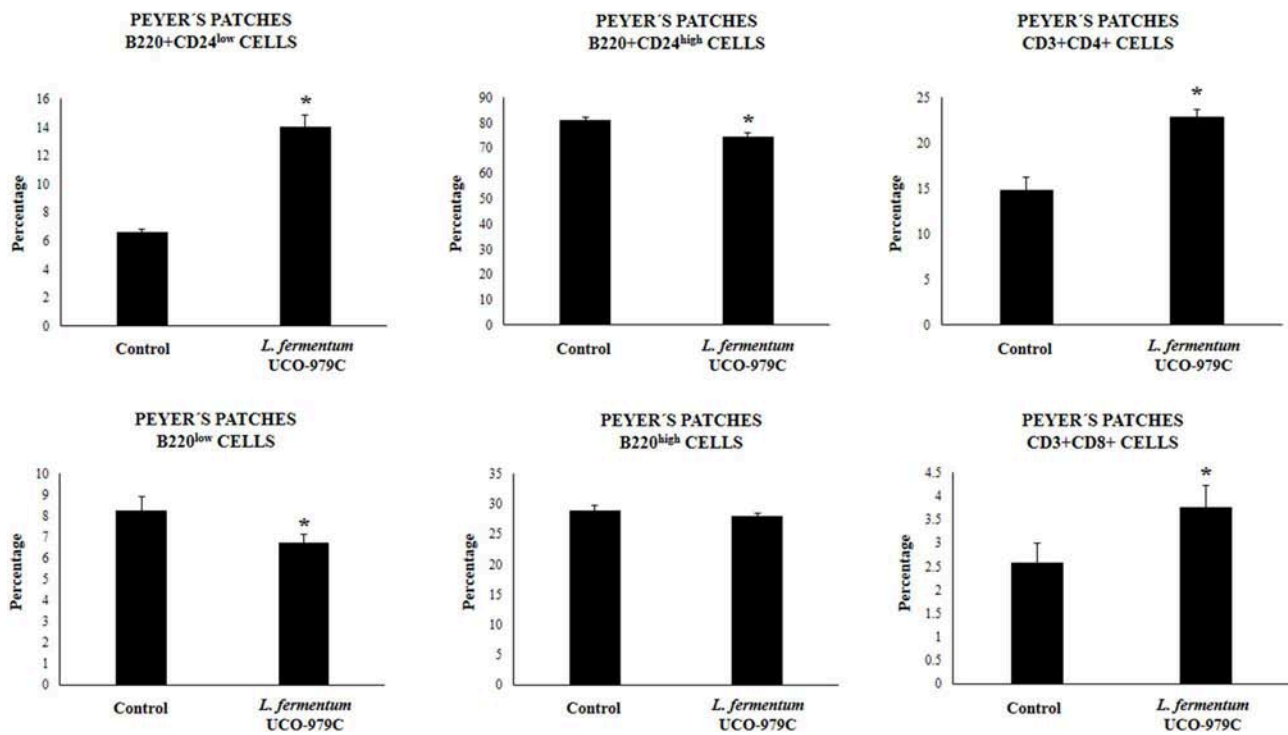 PEYER´S PATCHES
B220+CD24low CELLS
Percentage
16
14
12
10
8
6
4
2
0
*
Control
L. fermentum
UCO-979C
PEYER´S PATCHES
B220+CD24high CELLS
Percentage
90
80
70
60
50
40
30
20
10
0
*
Control
L. fermentum
UCO-979C
PEYER´S PATCHES
CD3+CD4+ CELLS
Percentage
25
20
15
10
5
0
*
Control
L. fermentum
UCO-979C
PEYER´S PATCHES
B220low CELLS
Percentage
10
9
8
7
6
5
4
3
2
1
0
*
Control
L. fermentum
UCO-979C
PEYER´S PATCHES
B220high CELLS
Percentage
35
30
25
20
15
10
5
0
Control
L. fermentum
UCO-979C
PEYER´S PATCHES
CD3+CD8+ CELLS
Percentage
4.5
4
3.5
3
2.5
2
1.5
1
0.5
0
*
Control
L. fermentum
UCO-979C